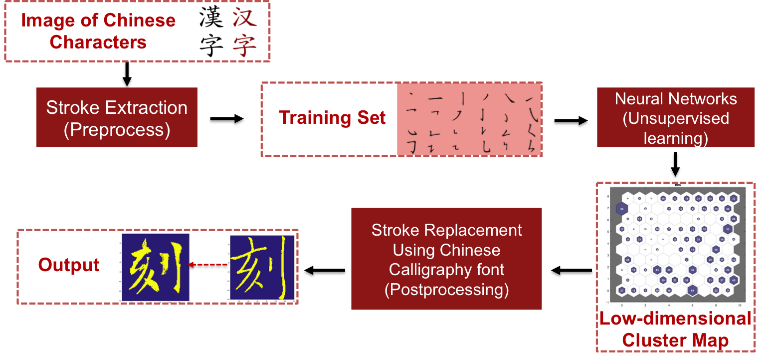 Image of Chinese
Characters
漢 汉
字 字
Stroke Extraction
(Preprocess)
Training Set
Neural Networks
(Unsupervised
learning)
Low-dimensional
Cluster Map
Stroke Replacement
Using Chinese
Calligraphy font
(Postprocessing)
Output
刻 刻